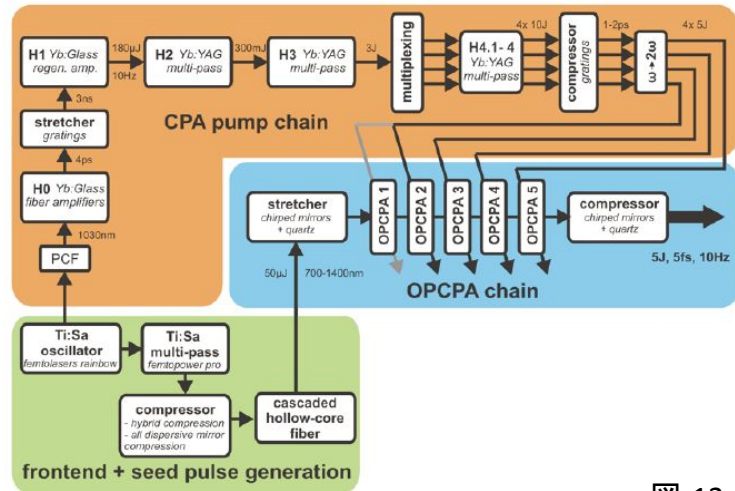 H1 Yb:Glass
regen. amp.
180µJ
10Hz
H2 Yb:YAG
multi-pass
300mJ
H3 Yb:YAG
multi-pass
3J
multiplexing
H4.1- 4
Yb:YAG
multi-pass
4x 10J
compressor
gratings
1-2ps
ω→2ω
4x 5J
3ns
stretcher
gratings
CPA pump chain
4ps
H0 Yb:Glass
fiber amplifiers
1030nm
PCF
stretcher
chirped mirrors
+ quartz
OPCPA 1
OPCPA 2
OPCPA 3
OPCPA 4
OPCPA 5
compressor
chirped mirrors
+ quartz
50µJ
700-1400nm
5J, 5fs, 10Hz
OPCPA chain
Ti:Sa
oscillator
femtolasers rainbow
Ti:Sa
multi-pass
femtopower pro
compressor
- hybrid compression
- all dispersive mirror
compression
cascaded
hollow-core
fiber
frontend + seed pulse generation